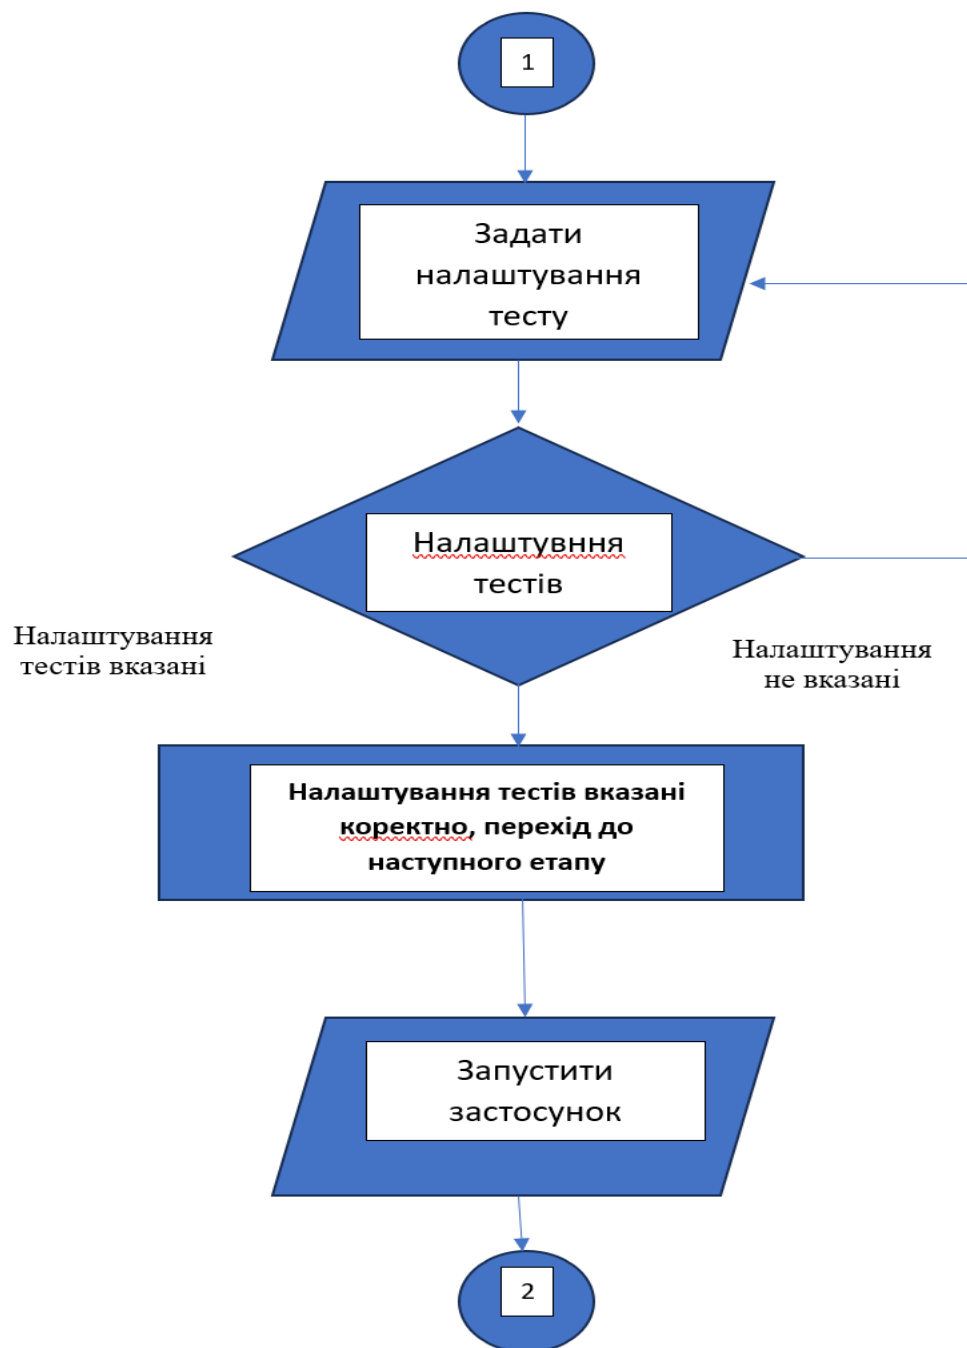 1
Задати
налаштування
тесту
Налаштувння
тестів
Налаштування
тестів вказані
Налаштування
не вказані
Налаштування тестів вказані
коректно, перехід до
наступного етапу
Запустити
застосунок
2